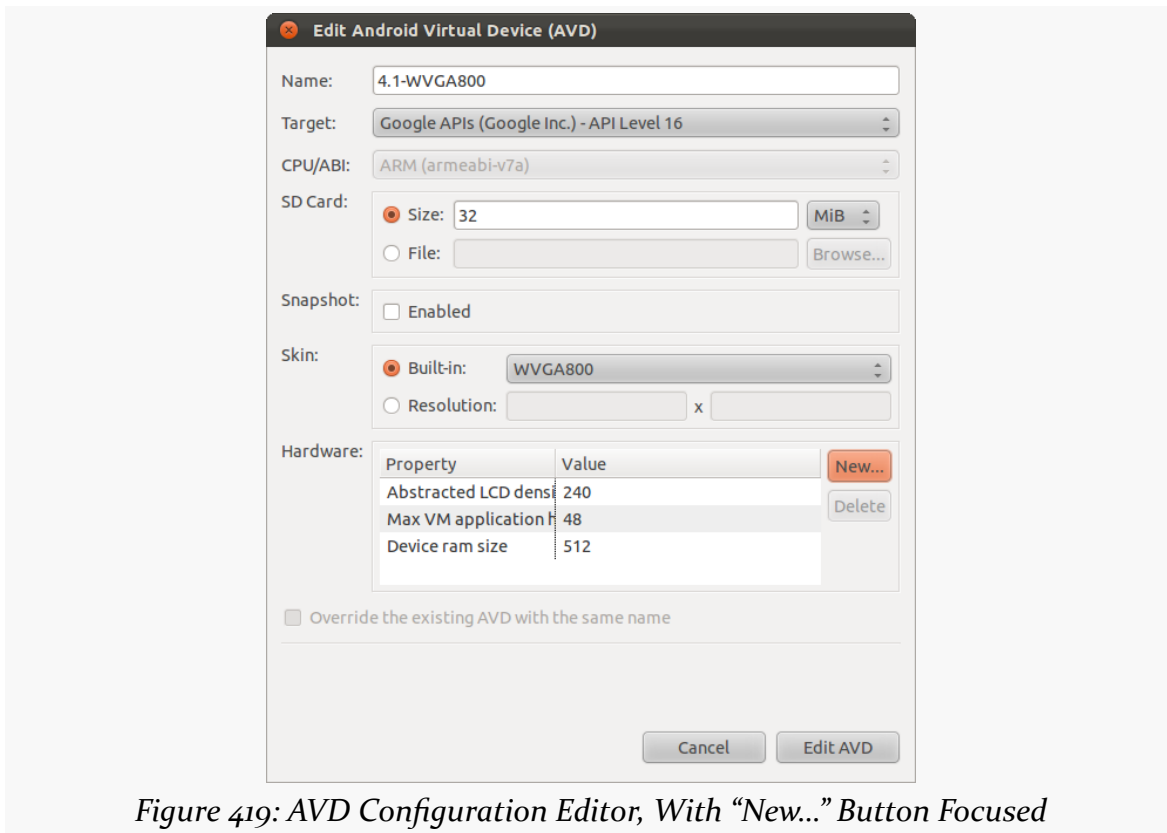 Edit Android Virtual Device (AVD)
Name: 4.1-WVGA800
Target: Google APIs (Google Inc.) - API Level 16
CPU/ABI: ARM (armeabi-v7a)
SD Card:
Size: 32 MiB
File: Browse...
Snapshot:
Enabled
Skin:
Built-in: WVGA800
Resolution: x
Hardware:
Property Value New...
Abstracted LCD densi 240
Delete
Max VM application h 48
Device ram size 512
Override the existing AVD with the same name
Cancel Edit AVD
Figure 419: AVD Configuration Editor, With “New...” Button Focused